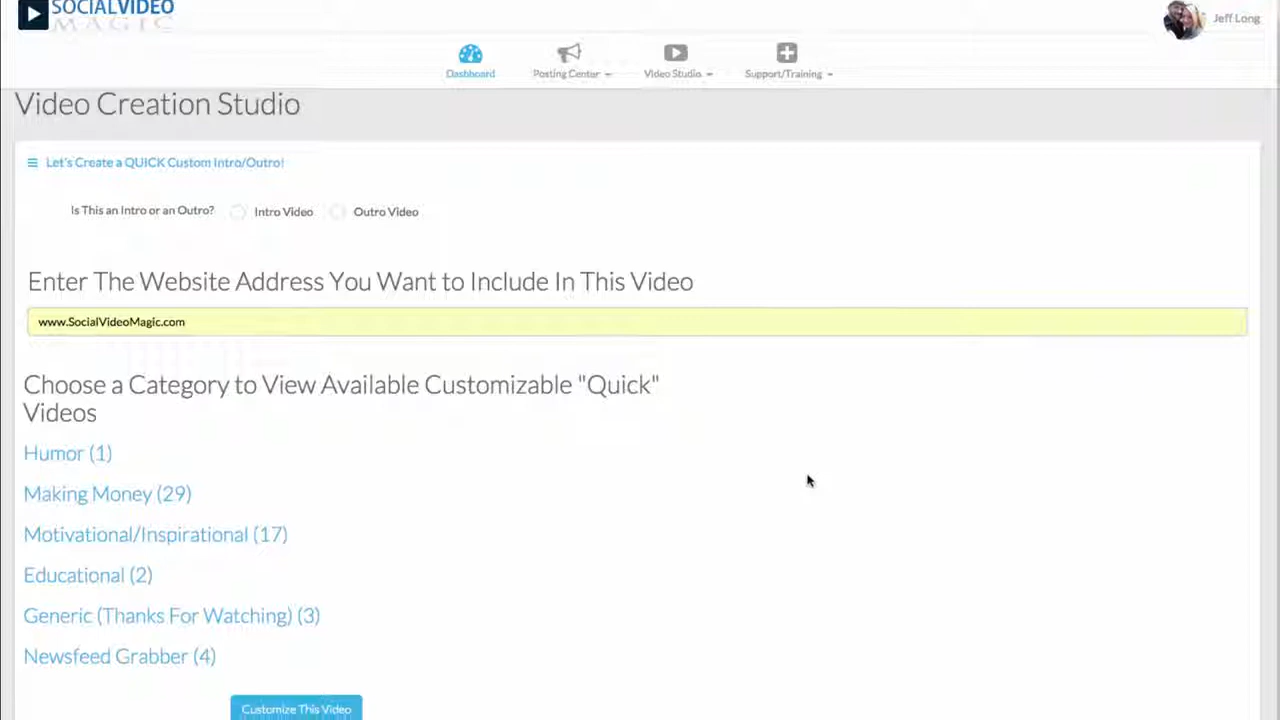 SOCIALVIDEO
MAGIC
Jeff Long
Dashboard
Posting Center
Video Studio
Support/Training
Video Creation Studio
Let's Create a QUICK Custom Intro/Outro!
Is This an Intro or an Outro?
Intro Video
Outro Video
Enter The Website Address You Want to Include In This Video
www.SocialVideoMagic.com
Choose a Category to View Available Customizable "Quick"
Videos
Humor (1)
Making Money (29)
Motivational/Inspirational (17)
Educational (2)
Generic (Thanks For Watching) (3)
Newsfeed Grabber (4)
Customize This Video